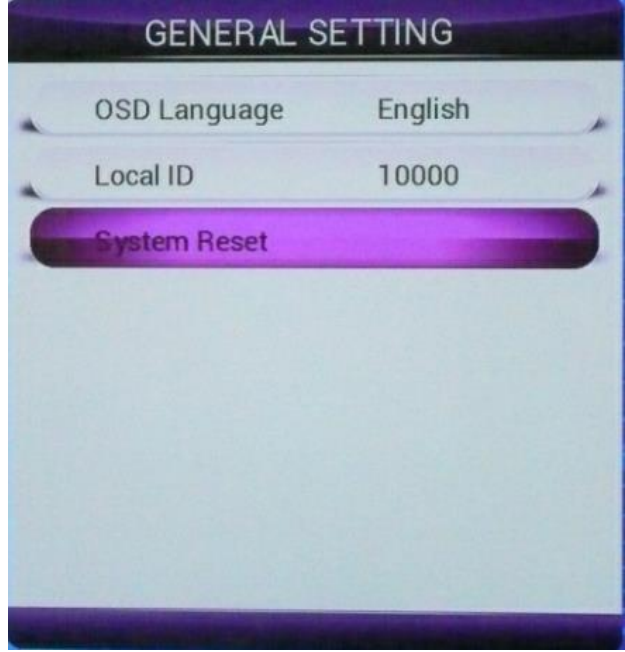 GENERAL SETTING
OSD Language English
Local ID 10000
System Reset